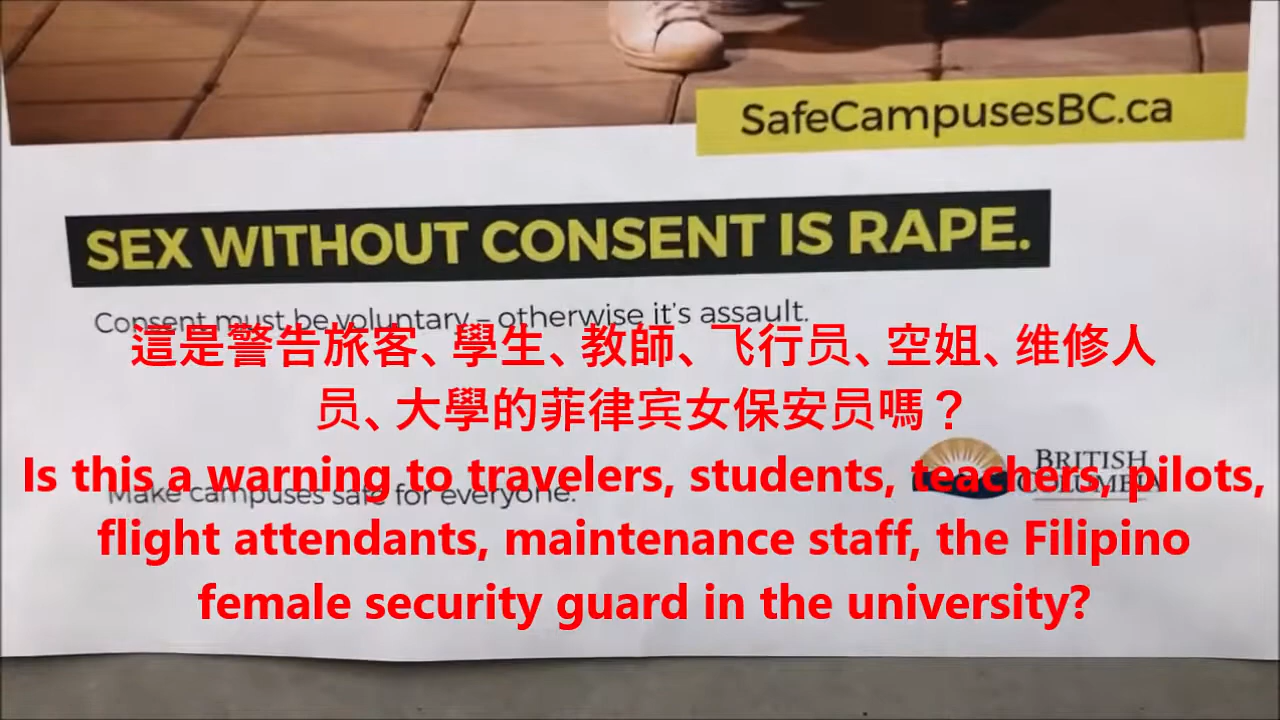 SafeCampusesBC.ca
SEX WITHOUT CONSENT IS RAPE.
Consent must be voluntary – otherwise it's assault.
這是警告旅客、學生、教師、飞行员、空姐、维修人
员、大學的菲律宾女保安员嗎？
BRITISH
COLUMBIA
Is this a warning to travelers, students, teachers, pilots,
Make campuses safe for everyone.
flight attendants, maintenance staff, the Filipino
female security guard in the university?